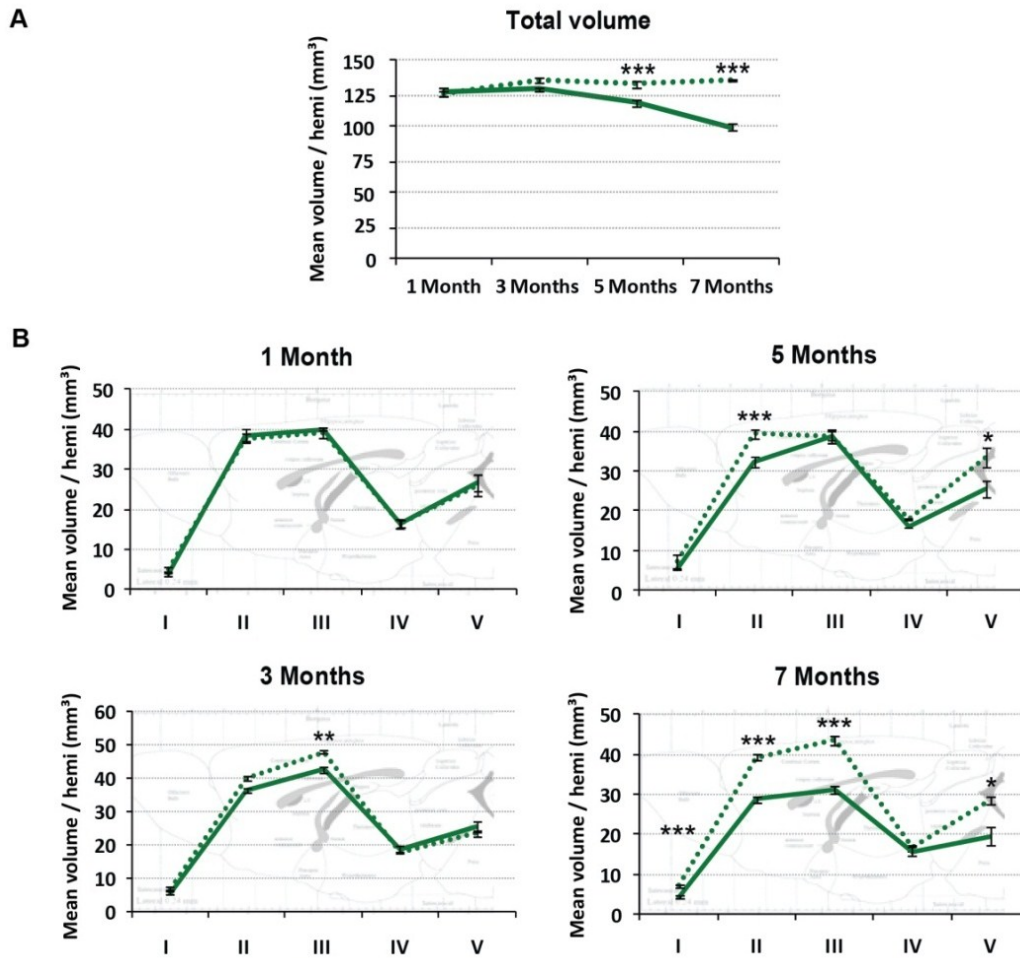 A
Total volume
Mean volume / hemi (mm³)
150
125
100
75
50
25
0
*** ***
1 Month 3 Months 5 Months 7 Months
B
1 Month
Mean volume / hemi (mm³)
50
40
30
20
10
0
I II III IV V
5 Months
Mean volume / hemi (mm³)
50
40
30
20
10
0
***
*
I II III IV V
3 Months
Mean volume / hemi (mm³)
60
50
40
30
20
10
0
**
I II III IV V
7 Months
Mean volume / hemi (mm³)
50
40
30
20
10
0
***
***
***
*
I II III IV V